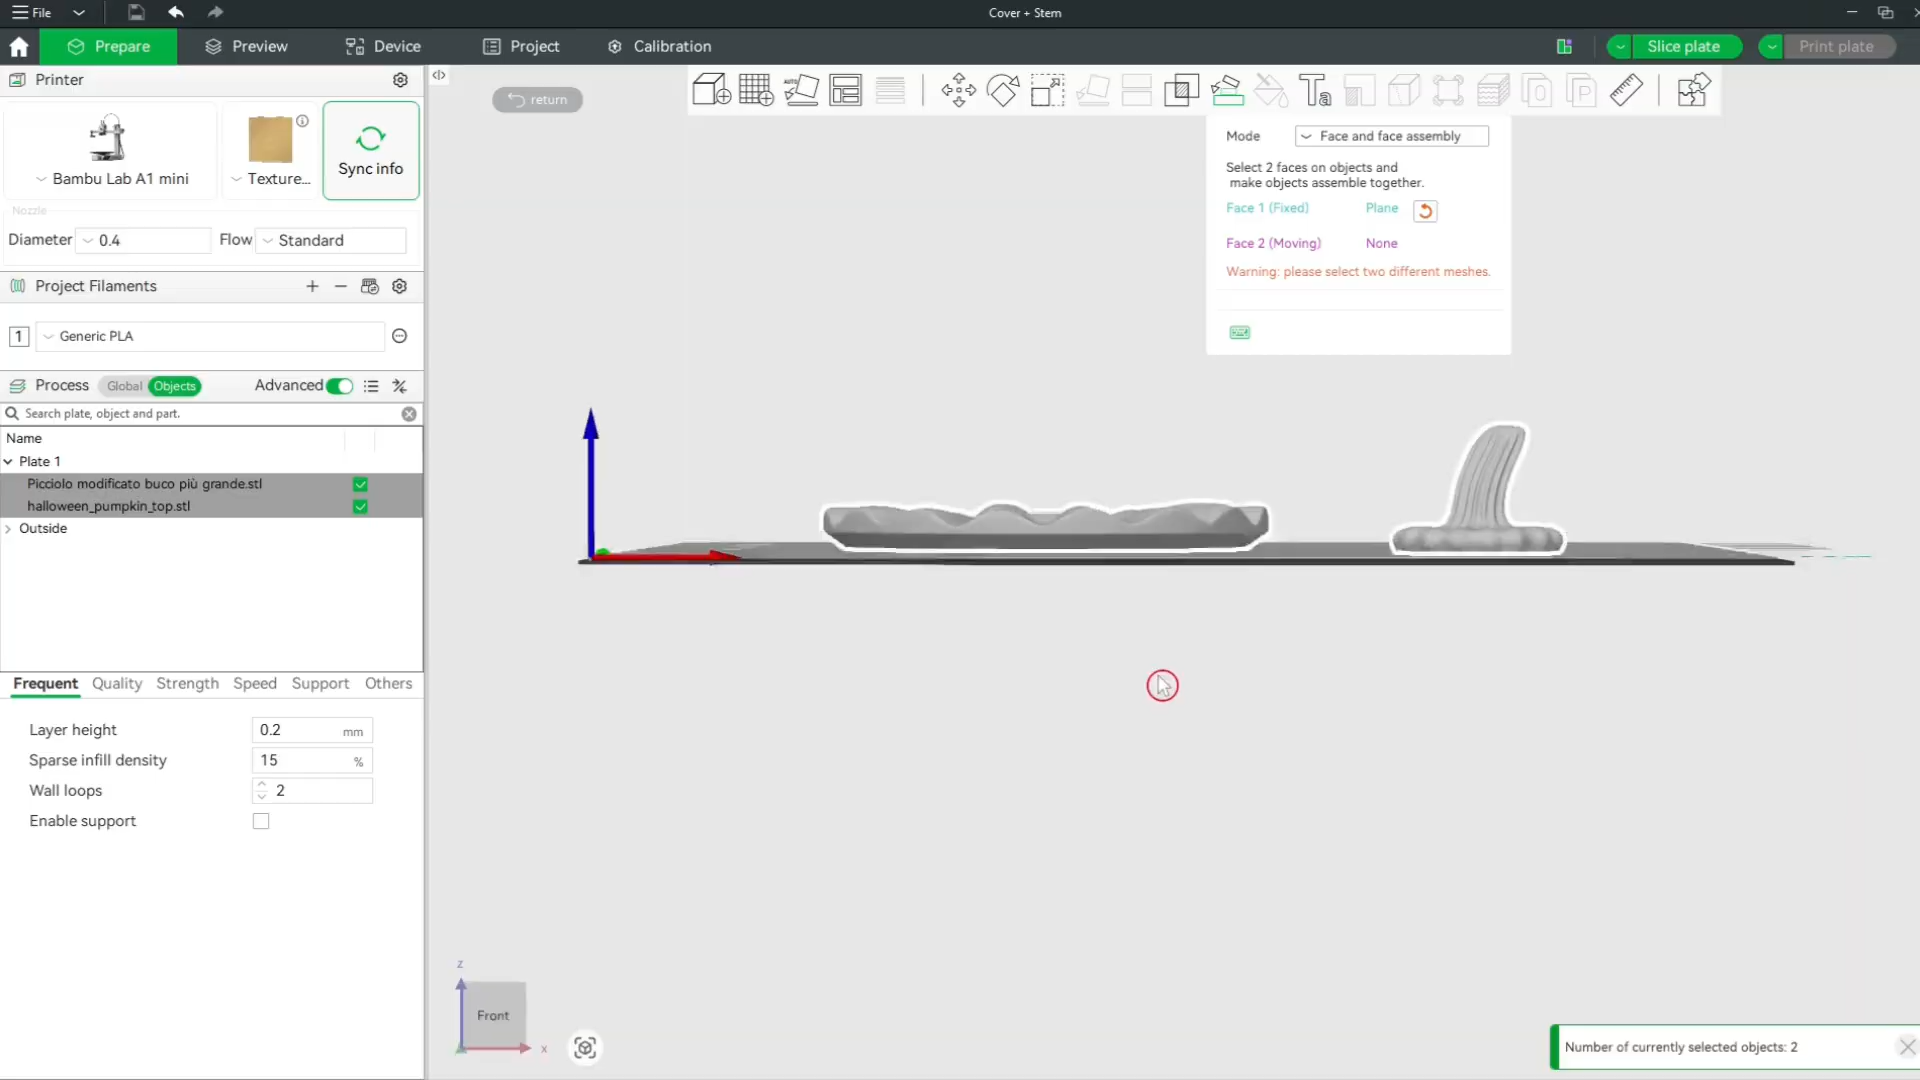 File
Cover + Stem
Prepare
Preview
Device
Project
Calibration
Slice plate
Print plate
Printer
return
AUTO
Bambu Lab A1 mini
Texture...
Sync info
Nozzle
Diameter
0.4
Flow
Standard
Mode
Face and face assembly
Select 2 faces on objects and
make objects assemble together.
Face 1 (Fixed)
Plane
Face 2 (Moving)
None
Warning: please select two different meshes.
Project Filaments
1
Generic PLA
Process
Global
Objects
Advanced
Search plate, object and part.
Name
Plate 1
Picciolo modificato buco più grande.stl
halloween_pumpkin_top.stl
Outside
Frequent
Quality
Strength
Speed
Support
Others
Layer height
0.2
mm
Sparse infill density
15
%
Wall loops
2
Enable support
z
Front
x
Number of currently selected objects: 2